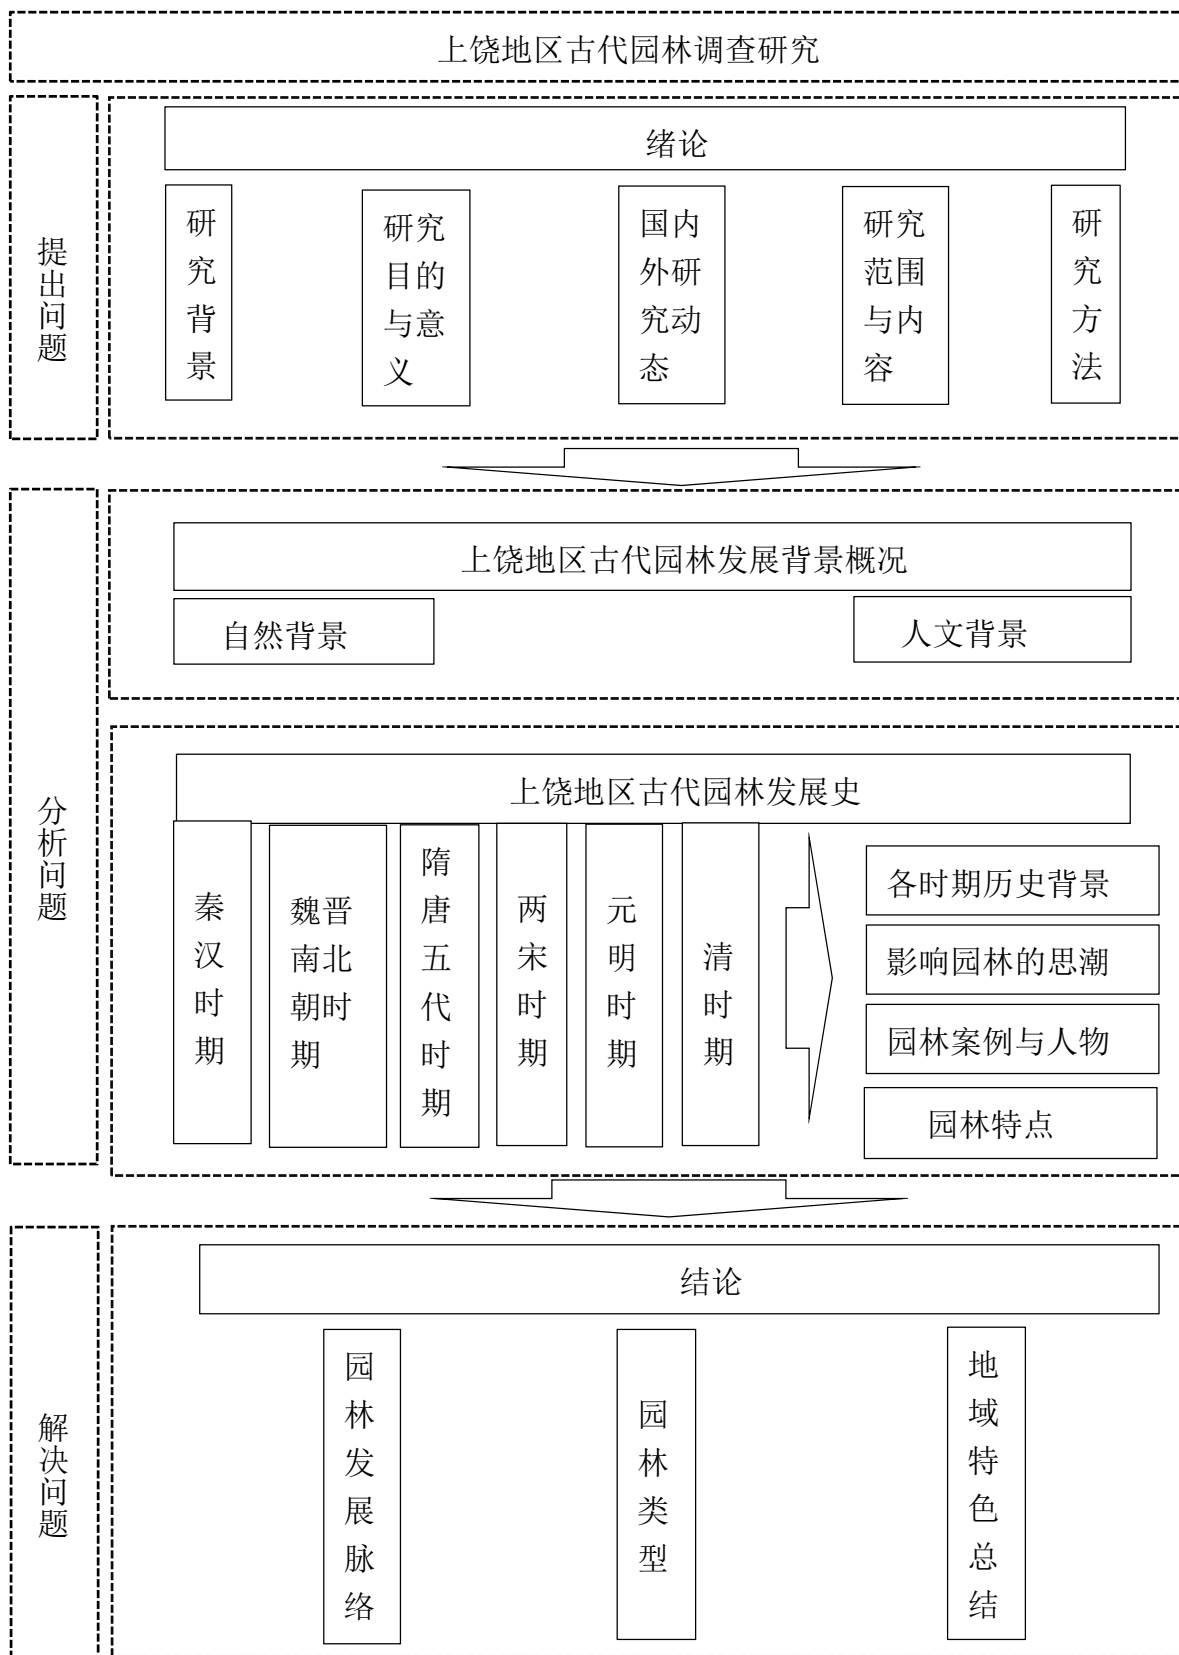 上饶地区古代园林调查研究
提出问题
绪论
研究背景
研究
目的
与意
义
国内
外研
究动
态
研究
范围
与内
容
研究方法
分析问题
上饶地区古代园林发展背景概况
自然背景
人文背景
上饶地区古代园林发展史
秦汉时期
魏晋
南北
朝时
期
隋唐五代时期
两宋时期
元明时期
清时期
各时期历史背景
影响园林的思潮
园林案例与人物
园林特点
解决问题
结论
园林发展脉络
园林类型
地域特色总结